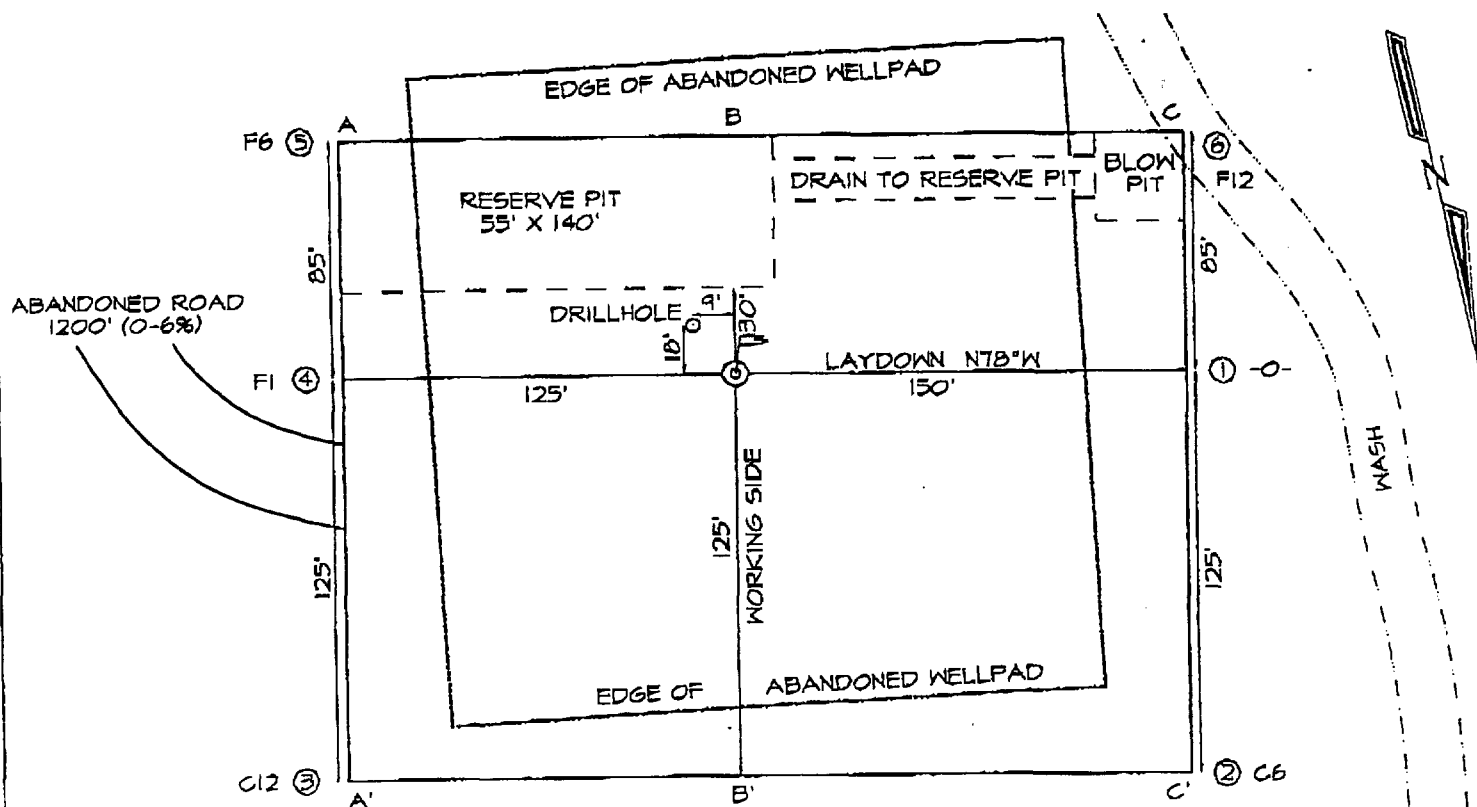 EDGE OF ABANDONED WELLPAD
A
B
C
F6 ⑤
⑥
F12
RESERVE PIT
55' X 140'
DRAIN TO RESERVE PIT
BLOW
PIT
N
85'
85'
ABANDONED ROAD
1200' (0-6%)
DRILLHOLE
9'
30'
18'
LAYDOWN N78°W
F1 ④
125'
150'
① -0-
WASH
WORKING SIDE
125'
125'
125'
EDGE OF ABANDONED WELLPAD
C12 ③
② C6
A'
B'
C'